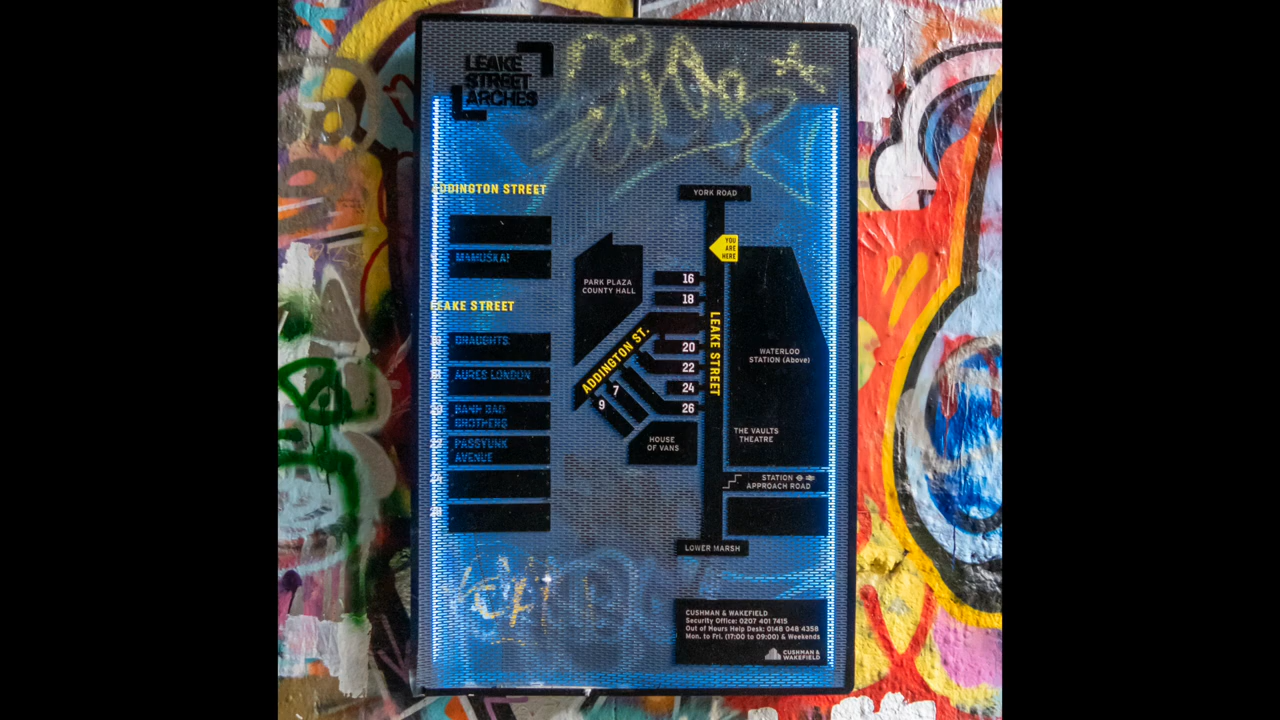 LEAKE
STREET
ARCHES
ADDINGTON STREET
MAMUSKA!
LEAKE STREET
DRAUGHTS
AURES LONDON
BANH BAO
BROTHERS
PASSYUNK
AVENUE
YORK ROAD
YOU
ARE
HERE
PARK PLAZA
COUNTY HALL
16
18
20
22
24
26
ADDINGTON ST.
7
9
LEAKE STREET
WATERLOO
STATION (Above)
THE VAULTS
THEATRE
HOUSE
OF VANS
STATION
APPROACH ROAD
LOWER MARSH
CUSHMAN & WAKEFIELD
Security Office: 0207 401 7415
Out of Hours Help Desk: 0148 048 4358
Mon. to Fri. (17:00 to 09:00) & Weekends
CUSHMAN &
WAKEFIELD